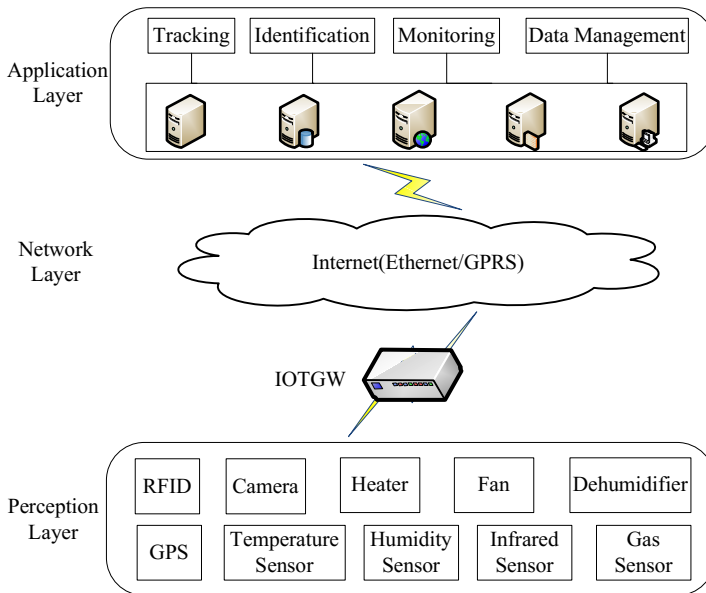 Tracking
Identification
Monitoring
Data Management
Application
Layer
Network
Layer
Internet(Ethernet/GPRS)
IOTGW
Perception
Layer
RFID
Camera
Heater
Fan
Dehumidifier
GPS
Temperature
Sensor
Humidity
Sensor
Infrared
Sensor
Gas
Sensor